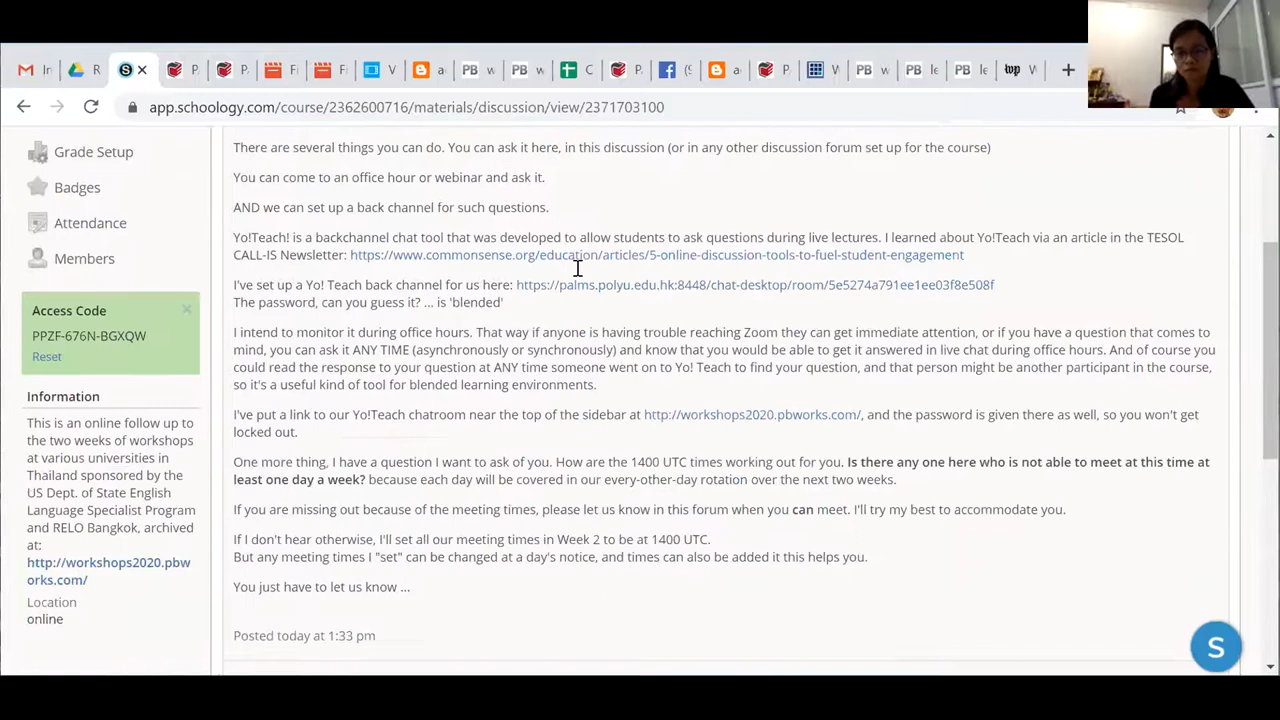 In
R
S
P
P
Fi
Fi
V
a
PB w
PB w
C
P
(9
a
P
V
PB w
PB le
PB le
wp W
app.schoology.com/course/2362600716/materials/discussion/view/2371703100
Grade Setup
Badges
Attendance
Members
Access Code
PPZF-676N-BGXQW
Reset
Information
This is an online follow up to
the two weeks of workshops
at various universities in
Thailand sponsored by the
US Dept. of State English
Language Specialist Program
and RELO Bangkok, archived
at:
http://workshops2020.pbw
orks.com/
Location
online
There are several things you can do. You can ask it here, in this discussion (or in any other discussion forum set up for the course)
You can come to an office hour or webinar and ask it.
AND we can set up a back channel for such questions.
Yo!Teach! is a backchannel chat tool that was developed to allow students to ask questions during live lectures. I learned about Yo!Teach via an article in the TESOL
CALL-IS Newsletter: https://www.commonsense.org/education/articles/5-online-discussion-tools-to-fuel-student-engagement
I've set up a Yo! Teach back channel for us here: https://palms.polyu.edu.hk:8448/chat-desktop/room/5e5274a791ee1ee03f8e508f
The password, can you guess it? ... is 'blended'
I intend to monitor it during office hours. That way if anyone is having trouble reaching Zoom they can get immediate attention, or if you have a question that comes to
mind, you can ask it ANY TIME (asynchronously or synchronously) and know that you would be able to get it answered in live chat during office hours. And of course you
could read the response to your question at ANY time someone went on to Yo! Teach to find your question, and that person might be another participant in the course,
so it's a useful kind of tool for blended learning environments.
I've put a link to our Yo!Teach chatroom near the top of the sidebar at http://workshops2020.pbworks.com/, and the password is given there as well, so you won't get
locked out.
One more thing, I have a question I want to ask of you. How are the 1400 UTC times working out for you. Is there any one here who is not able to meet at this time at
least one day a week? because each day will be covered in our every-other-day rotation over the next two weeks.
If you are missing out because of the meeting times, please let us know in this forum when you can meet. I'll try my best to accommodate you.
If I don't hear otherwise, I'll set all our meeting times in Week 2 to be at 1400 UTC.
But any meeting times I "set" can be changed at a day's notice, and times can also be added it this helps you.
You just have to let us know ...
Posted today at 1:33 pm
S